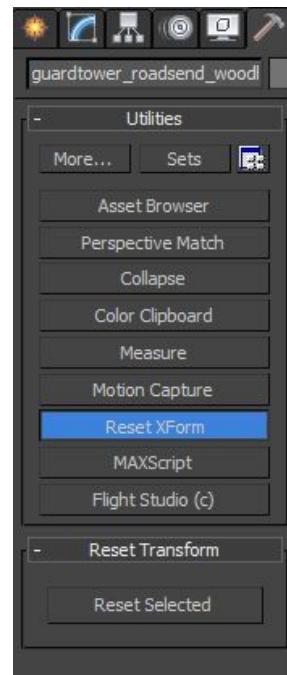 guardtower_roadsend_woodl
- Utilities
More... Sets
Asset Browser
Perspective Match
Collapse
Color Clipboard
Measure
Motion Capture
Reset XForm
MAXScript
Flight Studio (c)
- Reset Transform
Reset Selected